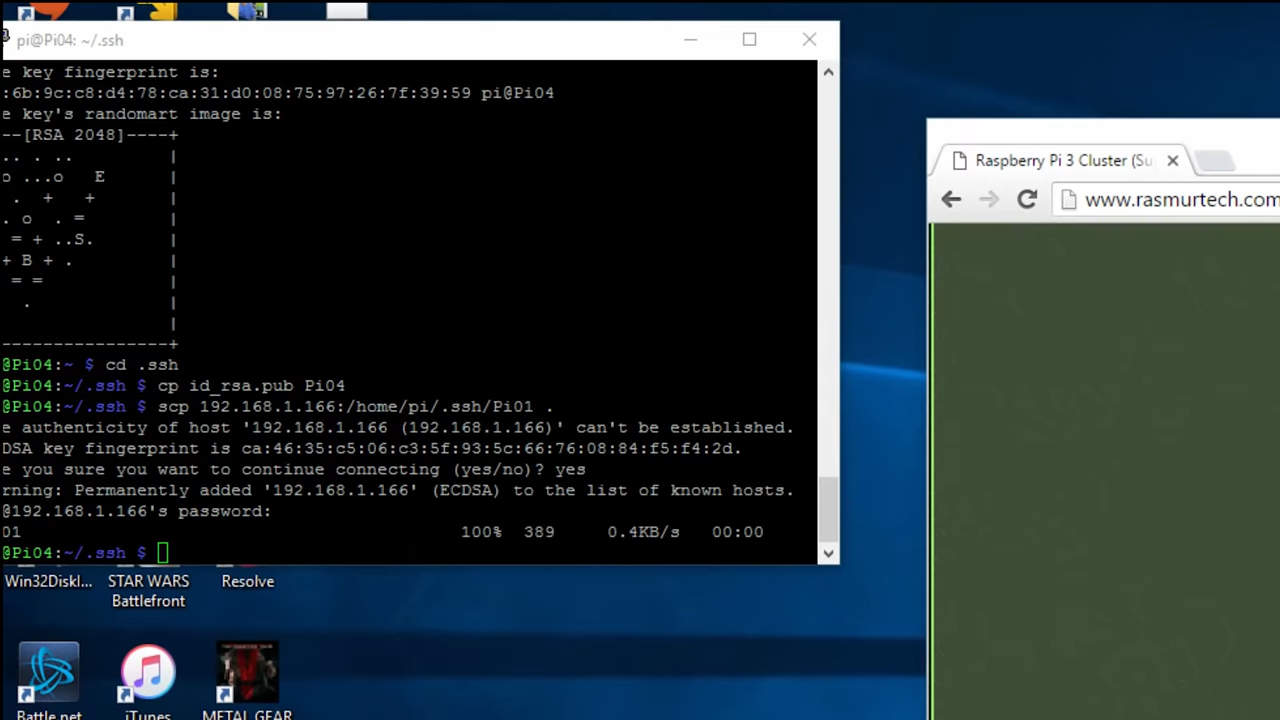 pi@Pi04: ~/.ssh
e key fingerprint is:
:6b:9c:c8:d4:78:ca:31:d0:08:75:97:26:7f:39:59 pi@Pi04
e key's randomart image is:
--[RSA 2048]----+
.. . .. |
o ...o E |
. + + |
. o . = |
= + ..S. |
+ B + . |
= = |
. |
|
----------------+
@Pi04:~ $ cd .ssh
@Pi04:~/.ssh $ cp id_rsa.pub Pi04
@Pi04:~/.ssh $ scp 192.168.1.166:/home/pi/.ssh/Pi01 .
e authenticity of host '192.168.1.166 (192.168.1.166)' can't be established.
DSA key fingerprint is ca:46:35:c5:06:c3:5f:93:5c:66:76:08:84:f5:f4:2d.
e you sure you want to continue connecting (yes/no)? yes
rning: Permanently added '192.168.1.166' (ECDSA) to the list of known hosts.
@192.168.1.166's password:
01 100% 389 0.4KB/s 00:00
@Pi04:~/.ssh $
Raspberry Pi 3 Cluster (Su
www.rasmurtech.com
Win32DiskI...
STAR WARS
Battlefront
Resolve
Battle.net
iTunes
METAL GEAR